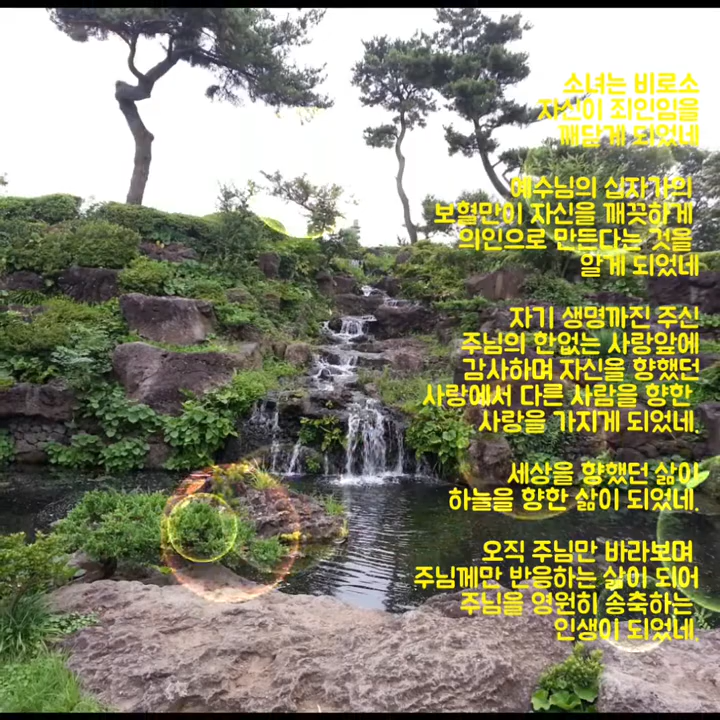 소녀는 비로소
자신이 죄인임을
깨닫게 되었네
예수님의 십자가의
보혈만이 자신을 깨끗하게
의인으로 만든다는 것을
알게 되었네
자기 생명까진 주신
주님의 한없는 사랑앞에
감사하며 자신을 향했던
사랑에서 다른 사람을 향한
사랑을 가지게 되었네.
세상을 향했던 삶이
하늘을 향한 삶이 되었네.
오직 주님만 바라보며
주님께만 반응하는 삶이 되어
주님을 영원히 송축하는
인생이 되었네.